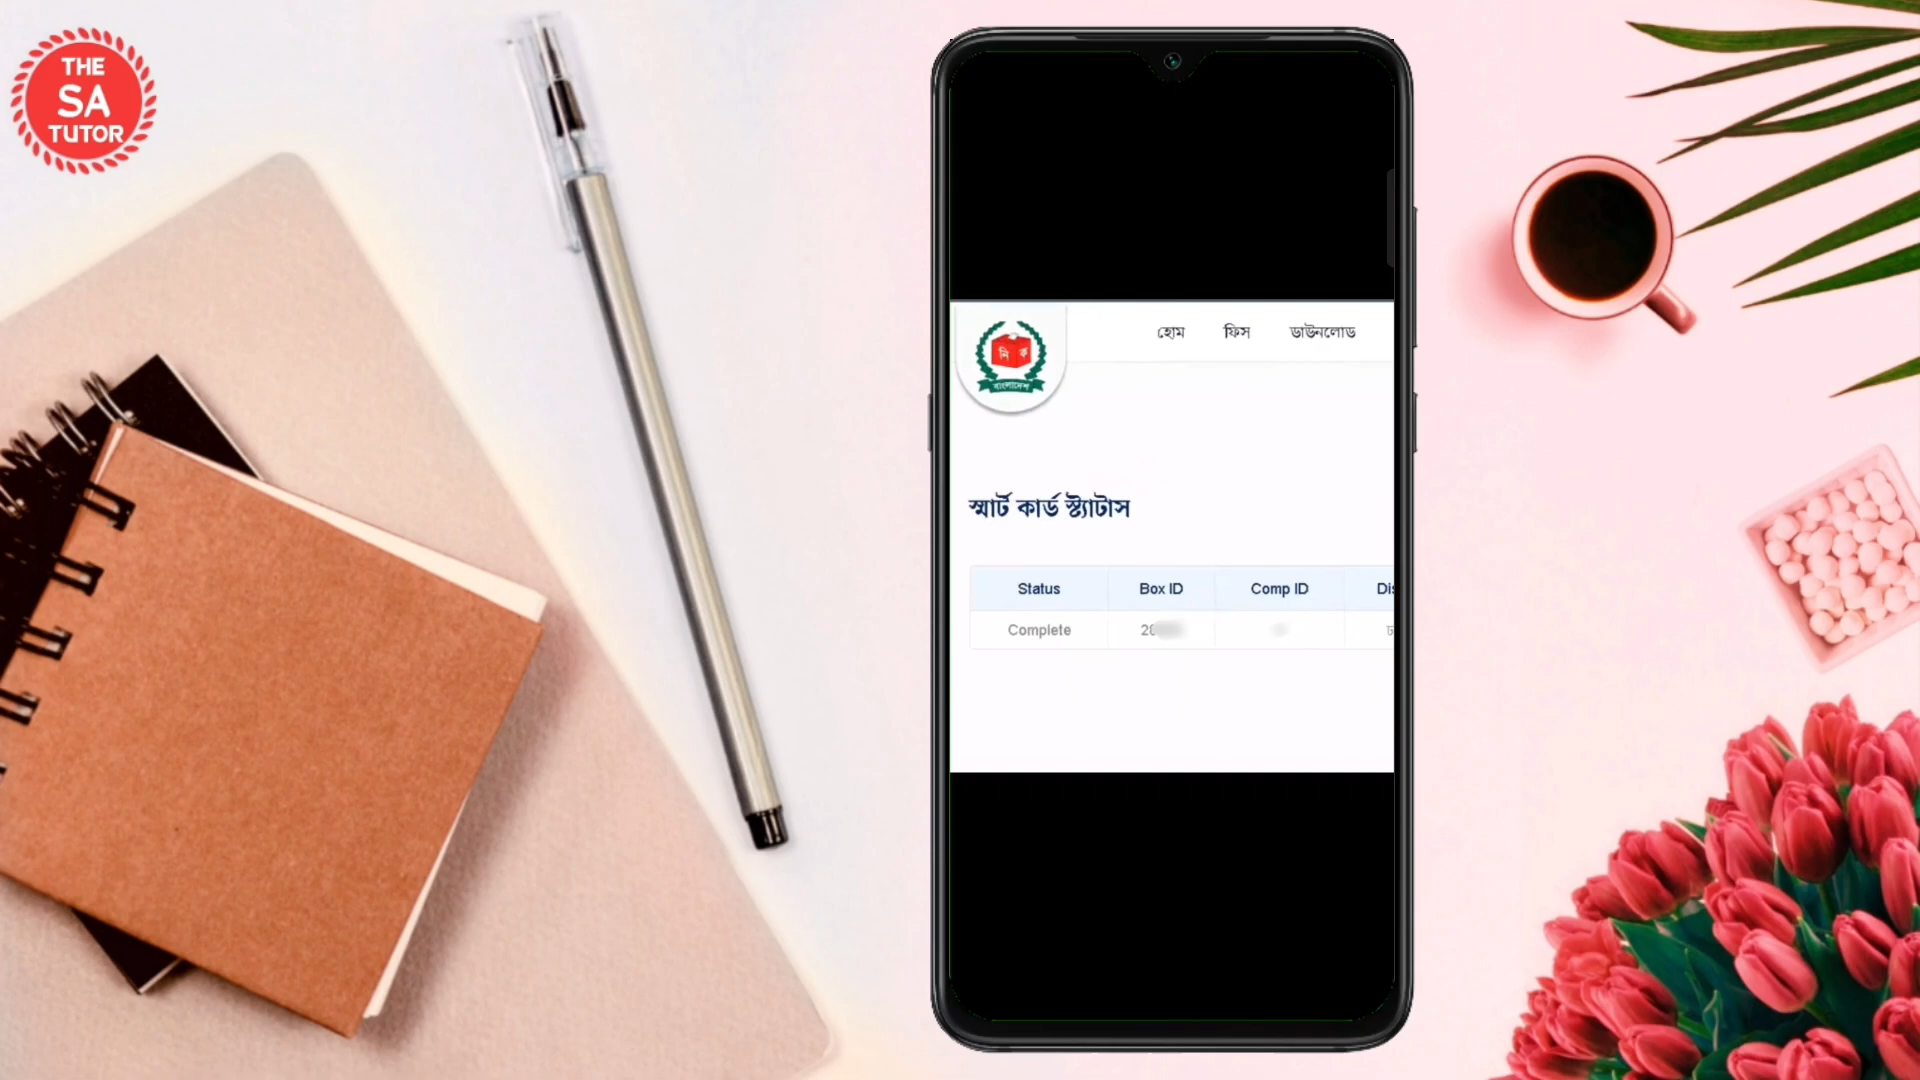 THE
SA
TUTOR
হোম ফিস ডাউনলোড
নি ক
বাংলাদেশ
স্মার্ট কার্ড স্ট্যাটাস
Status Box ID Comp ID
Complete